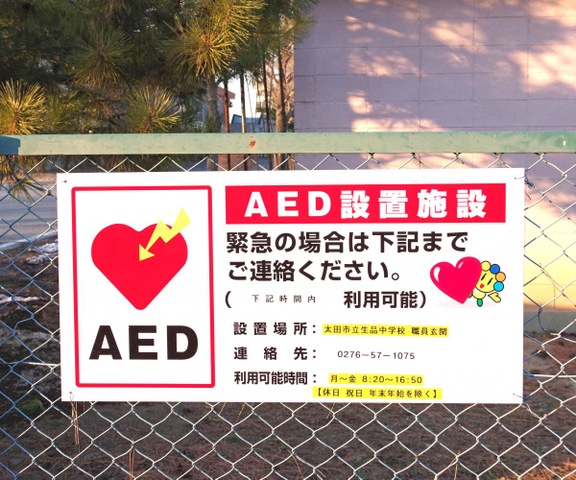 AED
AED設置施設
緊急の場合は下記まで
ご連絡ください。
( 下記時間内 利用可能)
設置場所: 太田市立生品中学校 職員玄関
連絡先: 0276-57-1075
利用可能時間: 月～金 8:20～16:50
【休日 祝日 年末年始を除く】